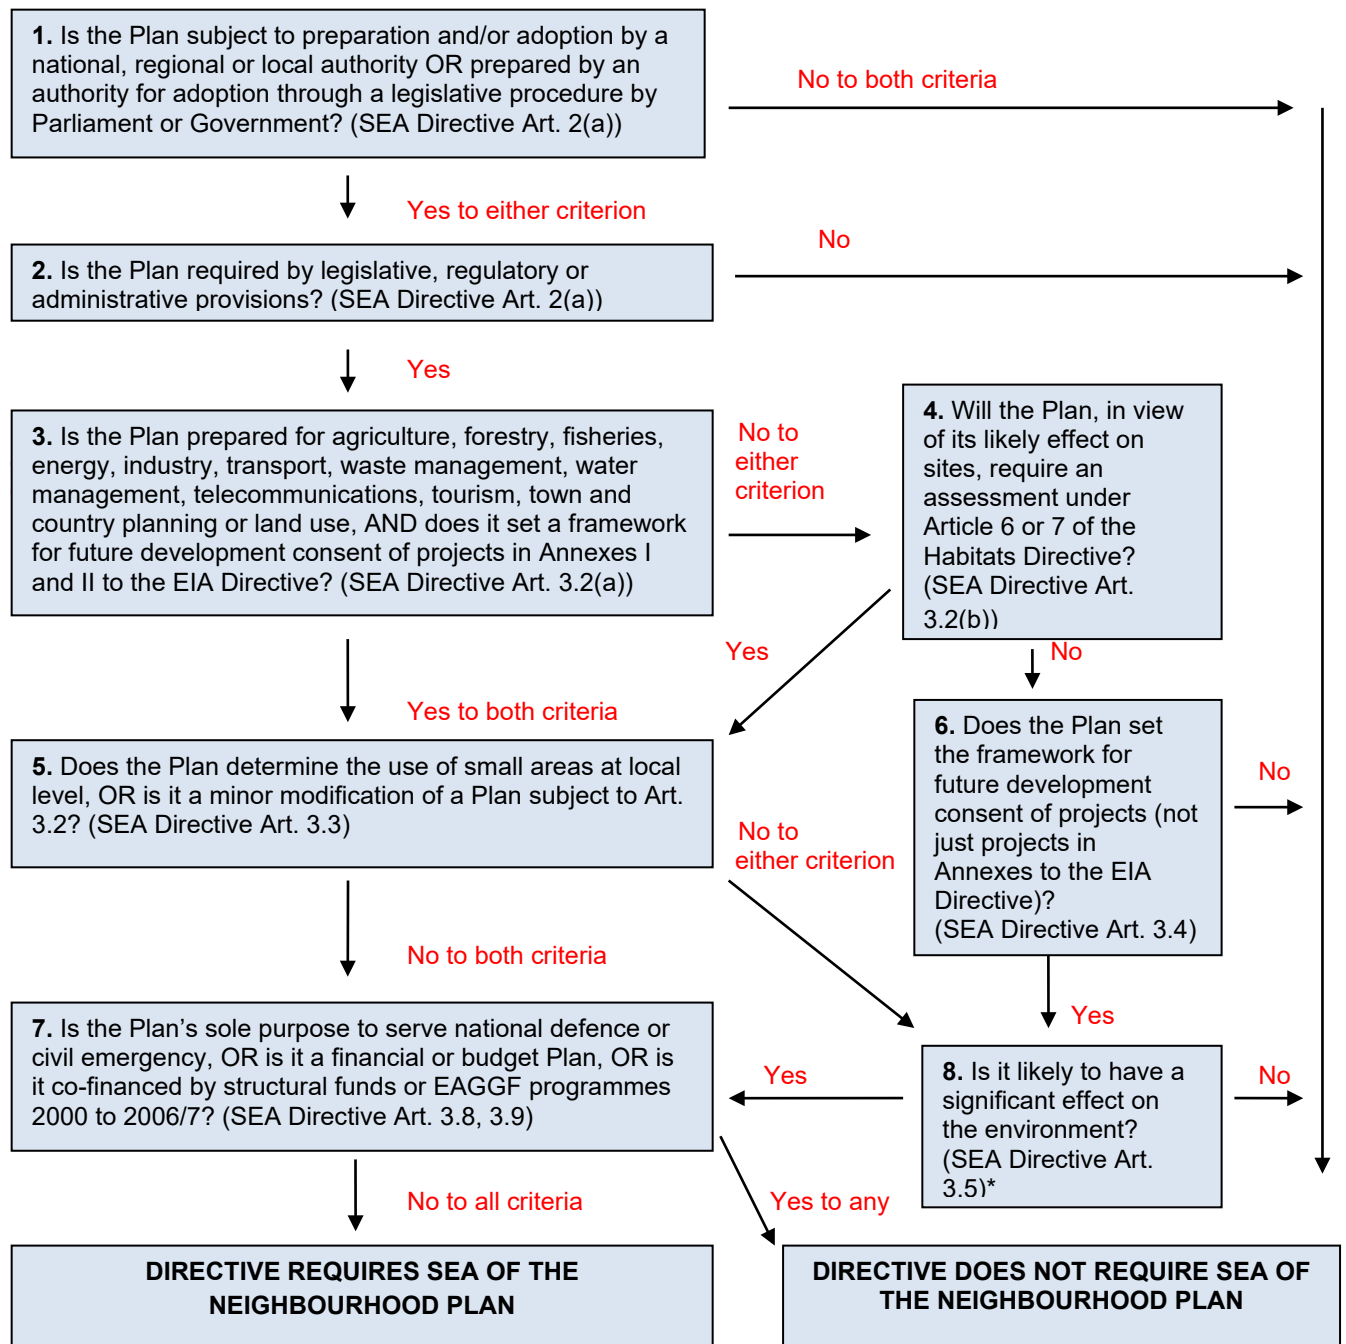 1. Is the Plan subject to preparation and/or adoption by a
national, regional or local authority OR prepared by an
authority for adoption through a legislative procedure by
Parliament or Government? (SEA Directive Art. 2(a))
No to both criteria
Yes to either criterion
No
2. Is the Plan required by legislative, regulatory or
administrative provisions? (SEA Directive Art. 2(a))
Yes
3. Is the Plan prepared for agriculture, forestry, fisheries,
energy, industry, transport, waste management, water
management, telecommunications, tourism, town and
country planning or land use, AND does it set a framework
for future development consent of projects in Annexes I
and II to the EIA Directive? (SEA Directive Art. 3.2(a))
No to
either
criterion
4. Will the Plan, in view
of its likely effect on
sites, require an
assessment under
Article 6 or 7 of the
Habitats Directive?
(SEA Directive Art.
3.2(b))
Yes
No
Yes to both criteria
5. Does the Plan determine the use of small areas at local
level, OR is it a minor modification of a Plan subject to Art.
3.2? (SEA Directive Art. 3.3)
No to
either criterion
6. Does the Plan set
the framework for
future development
consent of projects (not
just projects in
Annexes to the EIA
Directive)?
(SEA Directive Art. 3.4)
No
No to both criteria
Yes
7. Is the Plan's sole purpose to serve national defence or
civil emergency, OR is it a financial or budget Plan, OR is
it co-financed by structural funds or EAGGF programmes
2000 to 2006/7? (SEA Directive Art. 3.8, 3.9)
Yes
8. Is it likely to have a
significant effect on
the environment?
(SEA Directive Art.
3.5)*
No
No to all criteria
Yes to any
DIRECTIVE REQUIRES SEA OF THE
NEIGHBOURHOOD PLAN
DIRECTIVE DOES NOT REQUIRE SEA OF
THE NEIGHBOURHOOD PLAN